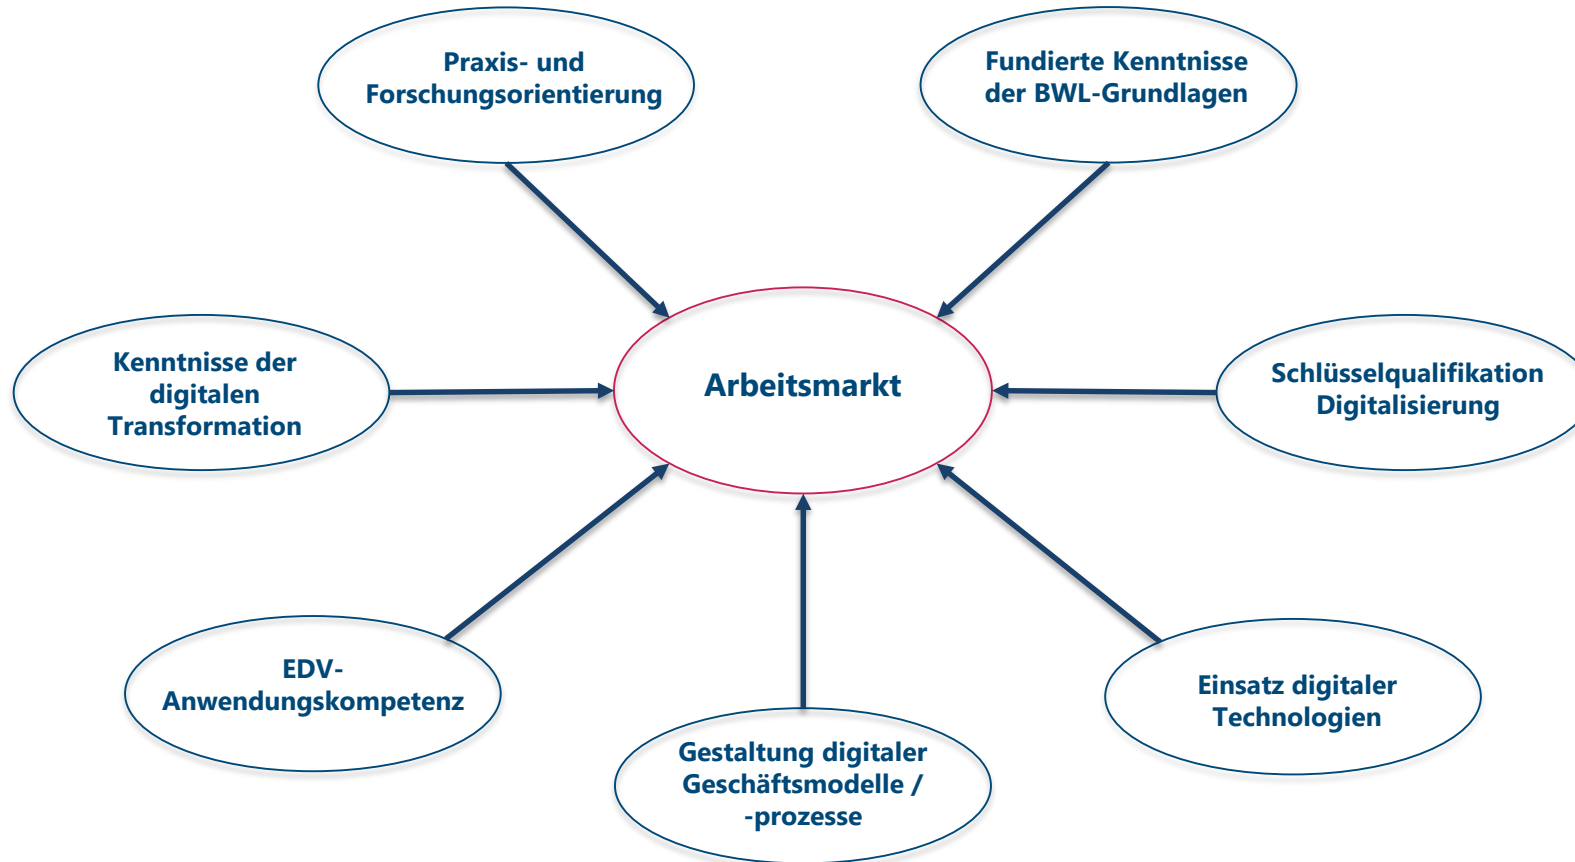 Praxis- und
Forschungsorientierung
Fundierte Kenntnisse
der BWL-Grundlagen
Kenntnisse der
digitalen
Transformation
Arbeitsmarkt
Schlüsselqualifikation
Digitalisierung
EDV-
Anwendungskompetenz
Gestaltung digitaler
Geschäftsmodelle /
-prozesse
Einsatz digitaler
Technologien